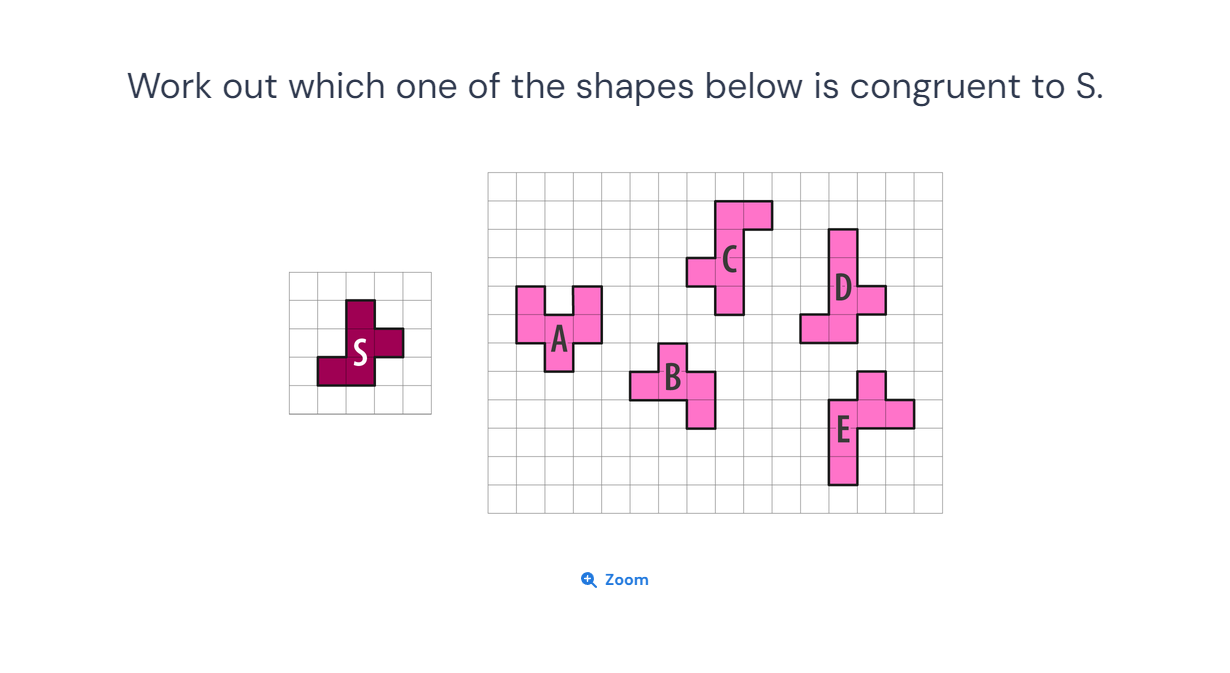 Work out which one of the shapes below is congruent to S.
C
D
A
S
B
E
Zoom